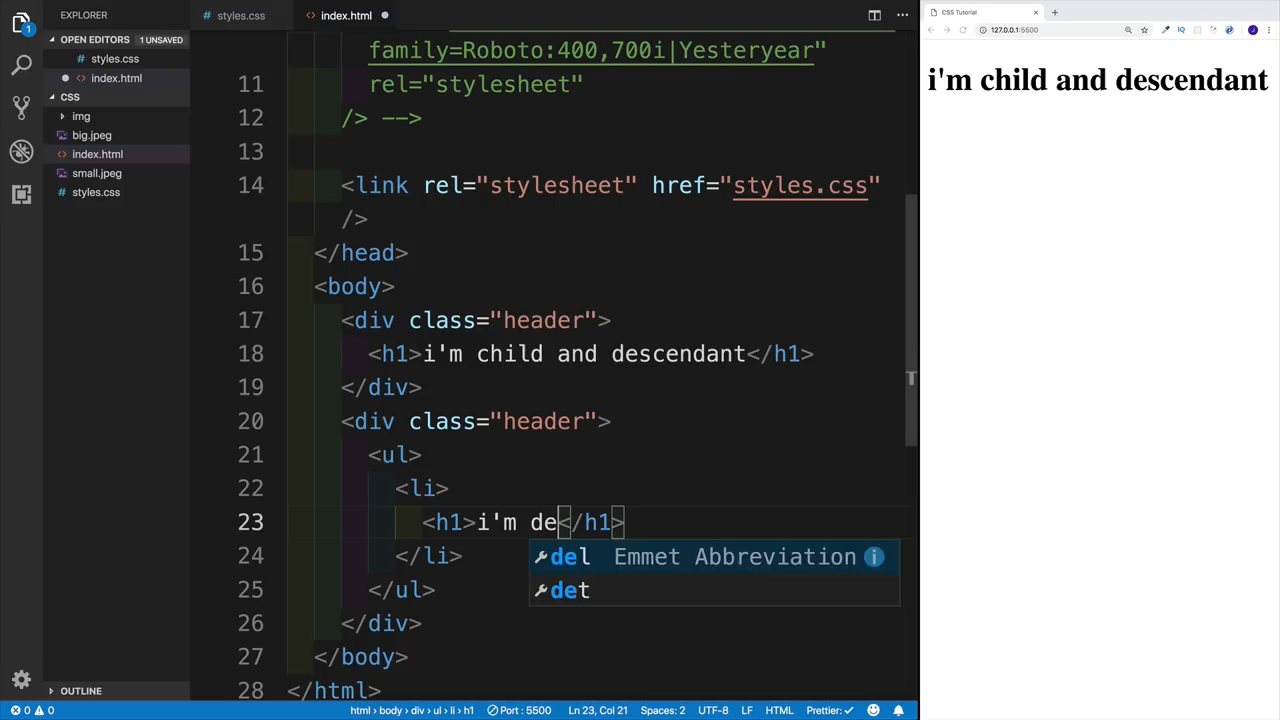 EXPLORER
OPEN EDITORS 1 UNSAVED
styles.css
index.html
CSS
img
big.jpeg
index.html
small.jpeg
styles.css
OUTLINE
1
styles.css
index.html
family=Roboto:400,700i|Yesteryear"
11 rel="stylesheet"
12 /> -->
13
14 <link rel="stylesheet" href="styles.css"
/>
15 </head>
16 <body>
17 <div class="header">
18 <h1>i'm child and descendant</h1>
19 </div>
20 <div class="header">
21 <ul>
22 <li>
23 <h1>i'm de</h1>
24 </li>
del Emmet Abbreviation
25 </ul>
det
26 </div>
27 </body>
28 </html>
0 0 html › body › div › ul › li › h1 Port : 5500 Ln 23, Col 21 Spaces: 2 UTF-8 LF HTML Prettier: ✓
CSS Tutorial
127.0.0.1:5500
IQ
J
i'm child and descendant